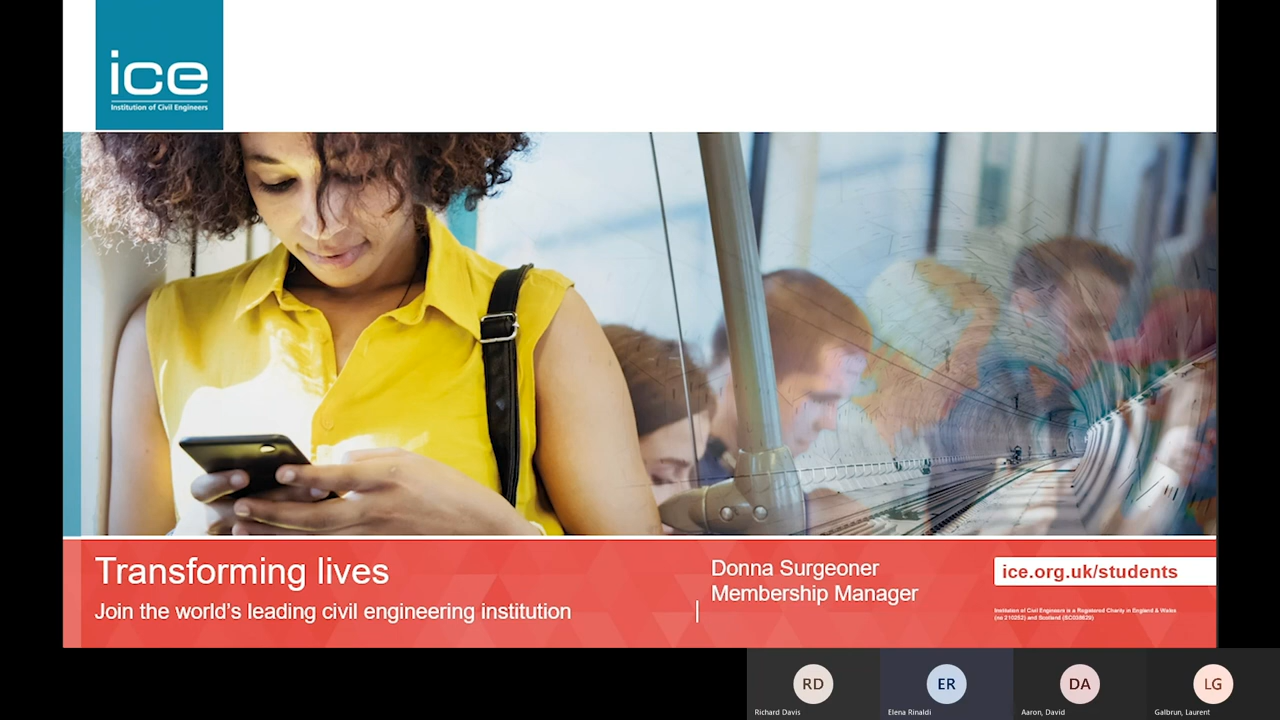 ice
Institution of Civil Engineers
Transforming lives
Join the world's leading civil engineering institution
Donna Surgeoner
Membership Manager
ice.org.uk/students
Institution of Civil Engineers is a Registered Charity in England & Wales
(no 210252) and Scotland (SC038629)
RD
Richard Davis
ER
Elena Rinaldi
DA
Aaron, David
LG
Galbrun, Laurent